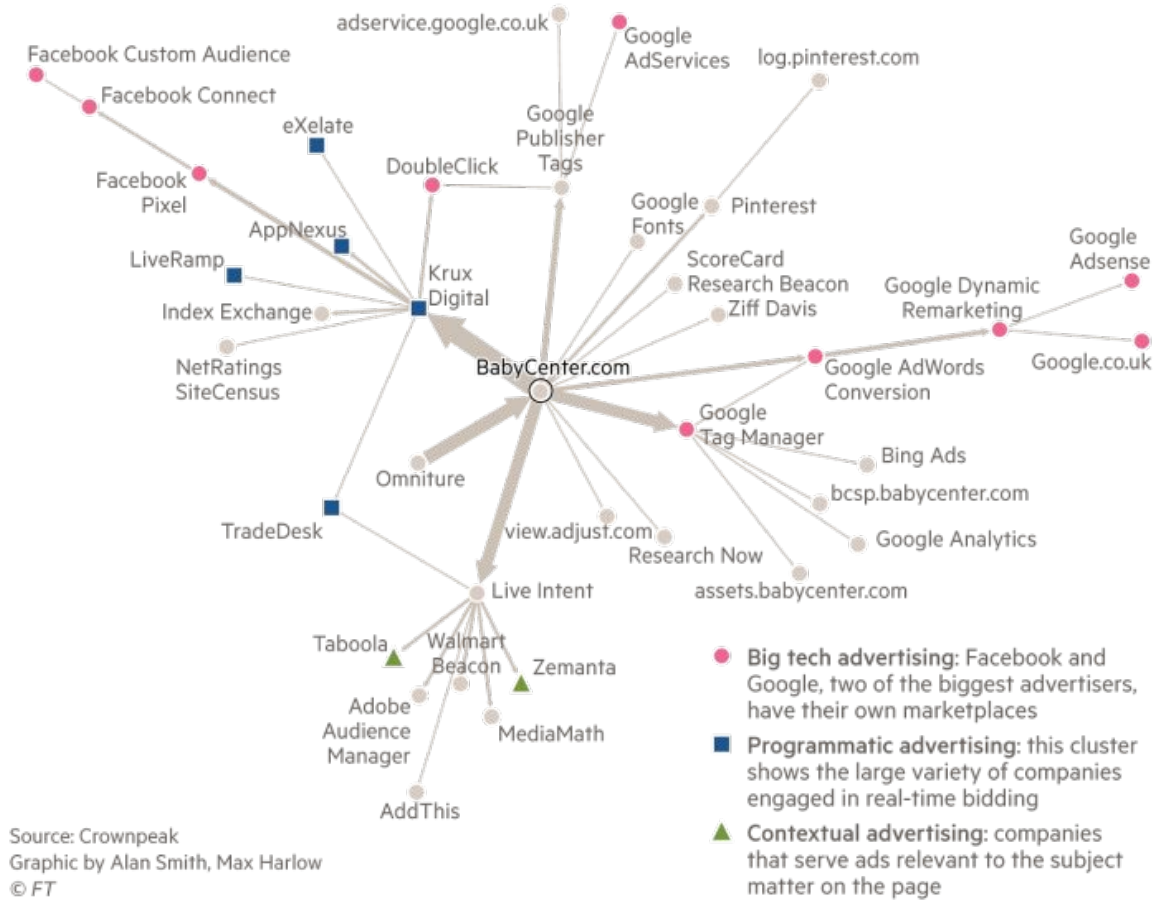 adservice.google.co.uk
Google
AdServices
log.pinterest.com
Facebook Custom Audience
Facebook Connect
eXelate
Google
Publisher
Tags
DoubleClick
Facebook
Pixel
Google
Fonts
Pinterest
AppNexus
LiveRamp
Krux
Digital
ScoreCard
Research Beacon
Google
Adsense
Google Dynamic
Remarketing
Index Exchange
Ziff Davis
NetRatings
SiteCensus
BabyCenter.com
Google AdWords
Conversion
Google.co.uk
Google
Tag Manager
Omniture
Bing Ads
bcsp.babycenter.com
TradeDesk
view.adjust.com
Research Now
Google Analytics
Live Intent
assets.babycenter.com
Taboola
Walmart
Beacon
Zemanta
Adobe
Audience
Manager
MediaMath
AddThis
Big tech advertising: Facebook and
Google, two of the biggest advertisers,
have their own marketplaces
Programmatic advertising: this cluster
shows the large variety of companies
engaged in real-time bidding
Contextual advertising: companies
that serve ads relevant to the subject
matter on the page
Source: Crownpeak
Graphic by Alan Smith, Max Harlow
© FT